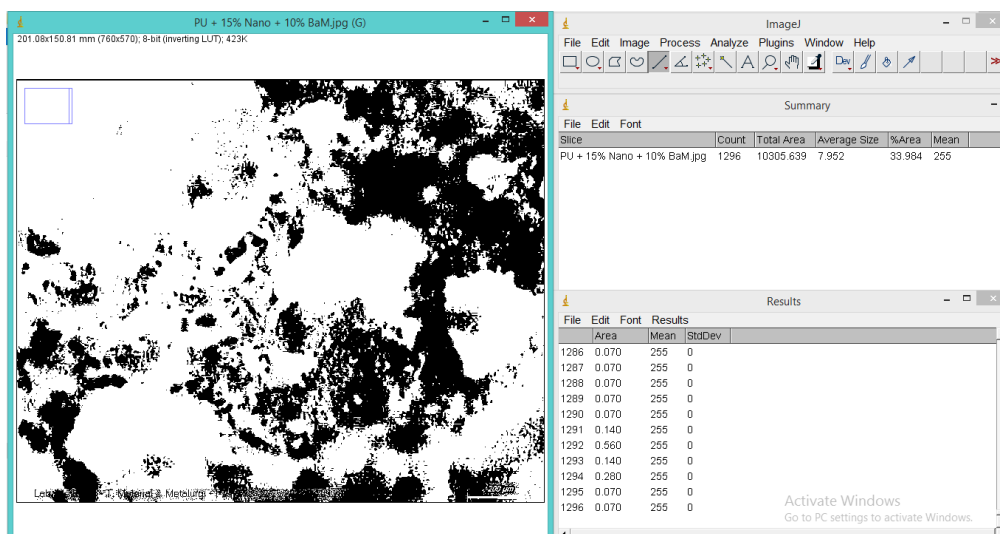 PU + 15% Nano + 10% BaM.jpg (G)
201.08x150.81 mm (760x570); 8-bit (inverting LUT); 423K
T. Material & Metalurgi
200 µm
ImageJ
File Edit Image Process Analyze Plugins Window Help
Dev
Summary
File Edit Font
Slice Count Total Area Average Size %Area Mean
PU + 15% Nano + 10% BaM.jpg 1296 10305.639 7.952 33.984 255
Results
File Edit Font Results
Area Mean StdDev
1286 0.070 255 0
1287 0.070 255 0
1288 0.070 255 0
1289 0.070 255 0
1290 0.070 255 0
1291 0.140 255 0
1292 0.560 255 0
1293 0.140 255 0
1294 0.280 255 0
1295 0.070 255 0
1296 0.070 255 0
Activate Windows
Go to PC settings to activate Windows.